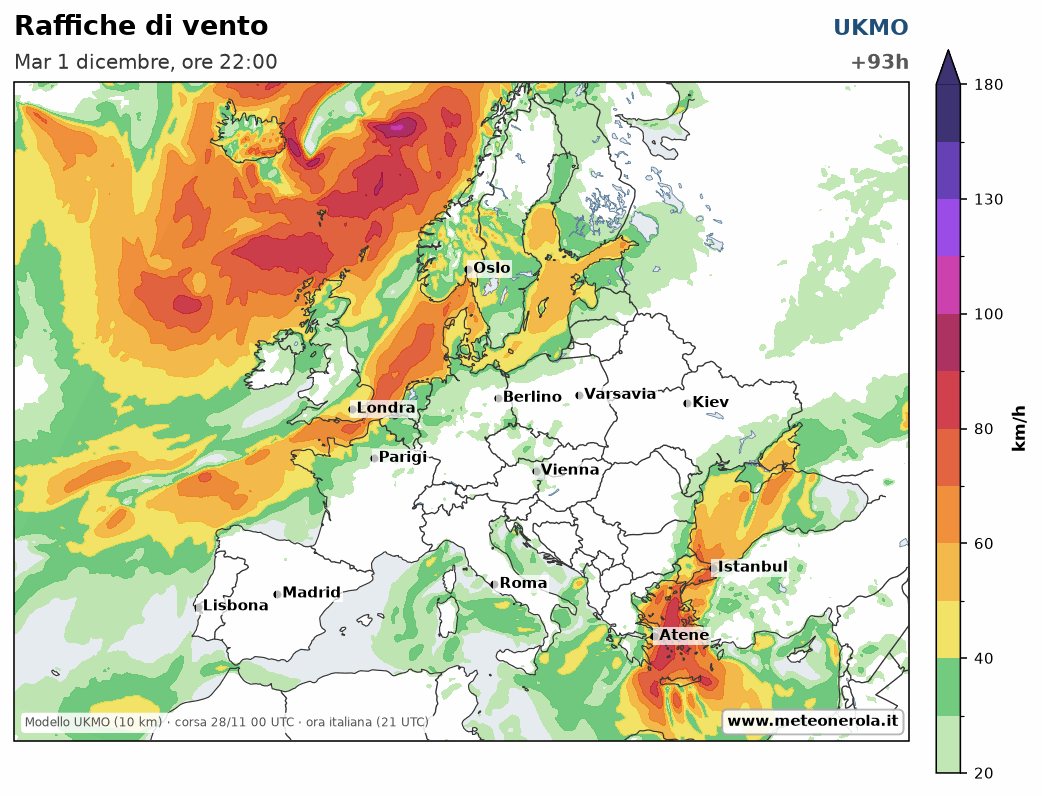 Raffiche di vento
UKMO
Mar 1 dicembre, ore 22:00
+93h
180
130
100
80
60
40
20
km/h
Oslo
Londra
Berlino
Varsavia
Kiev
Parigi
Vienna
Istanbul
Roma
Madrid
Lisbona
Atene
Modello UKMO (10 km) · corsa 28/11 00 UTC · ora italiana (21 UTC)
www.meteonerola.it